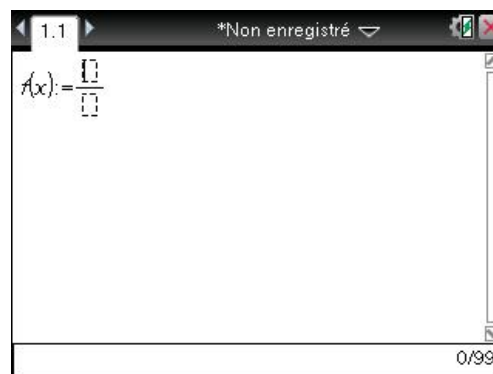 1.1 *Non enregistré
f(x):=
0/99